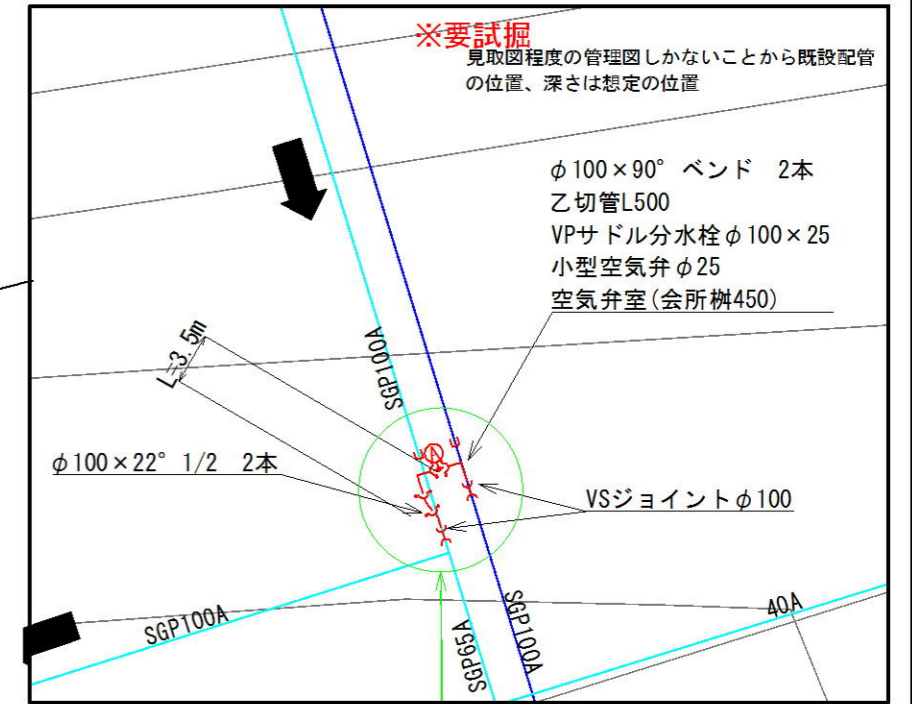 ※要試掘
見取図程度の管理図しかないことから既設配管
の位置、深さは想定の位置
φ100×90° ベンド 2本
乙切管L500
VPサドル分水栓φ100×25
小型空気弁φ25
空気弁室(会所桝450)
SGP100A
L=3.5m
φ100×22° 1/2 2本
A
VSジョイントφ100
SGP100A
SGP65A
SGP100A
40A